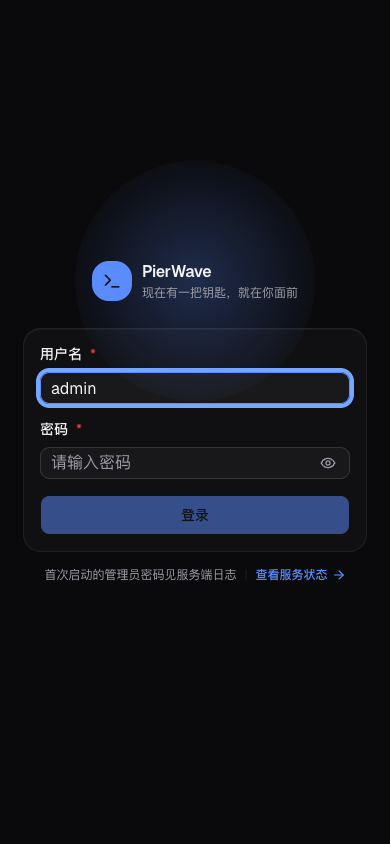 PierWave
现在有一把钥匙，就在你面前
用户名 *
admin
密码 *
请输入密码
登录
首次启动的管理员密码见服务端日志 | 查看服务状态 →